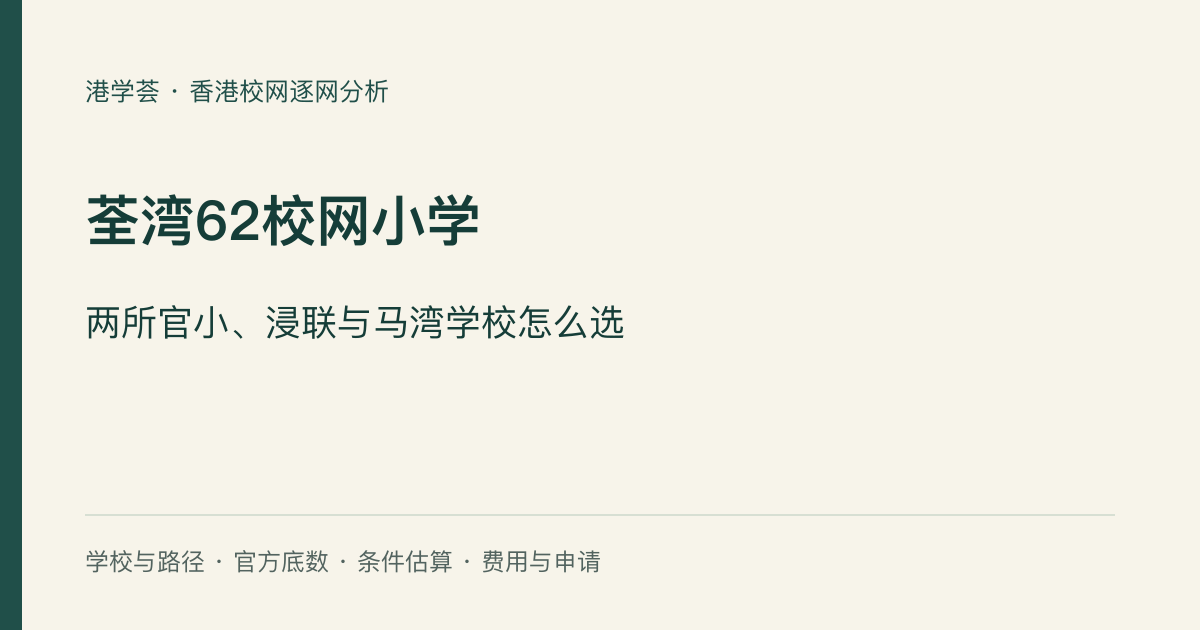 港学荟 · 香港校网逐网分析
荃湾62校网小学
两所官小、浸联与马湾学校怎么选
学校与路径 · 官方底数 · 条件估算 · 费用与申请